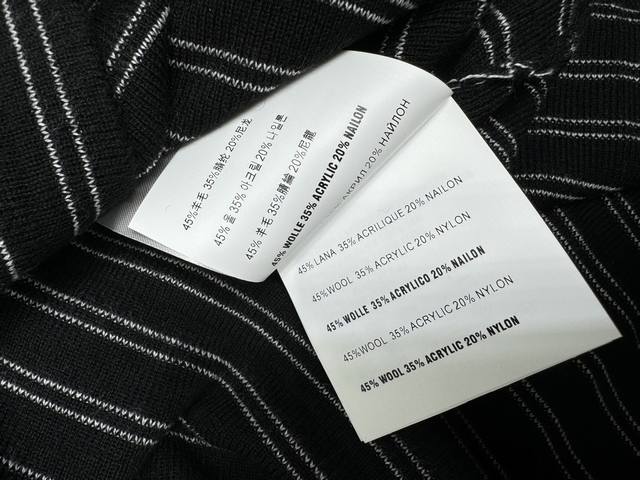 45%羊毛 35%腈纶 20%尼龙
45% 울 35% 아크릴 20% 나일론
45% 羊毛 35%腈綸 20%尼龍
45% WOLLE 35% ACRYLIC 20% NAILON
АКРИЛ 20% НАЙЛОН
45% LANA 35% ACRILIQUE 20% NAILON
45%WOOL 35% ACRYLIC 20% NYLON
45% WOLLE 35% ACRYLICO 20% NAILON
45%WOOL 35% ACRYLIC 20% NYLON
45% WOOL 35% ACRYLIC 20% NYLON